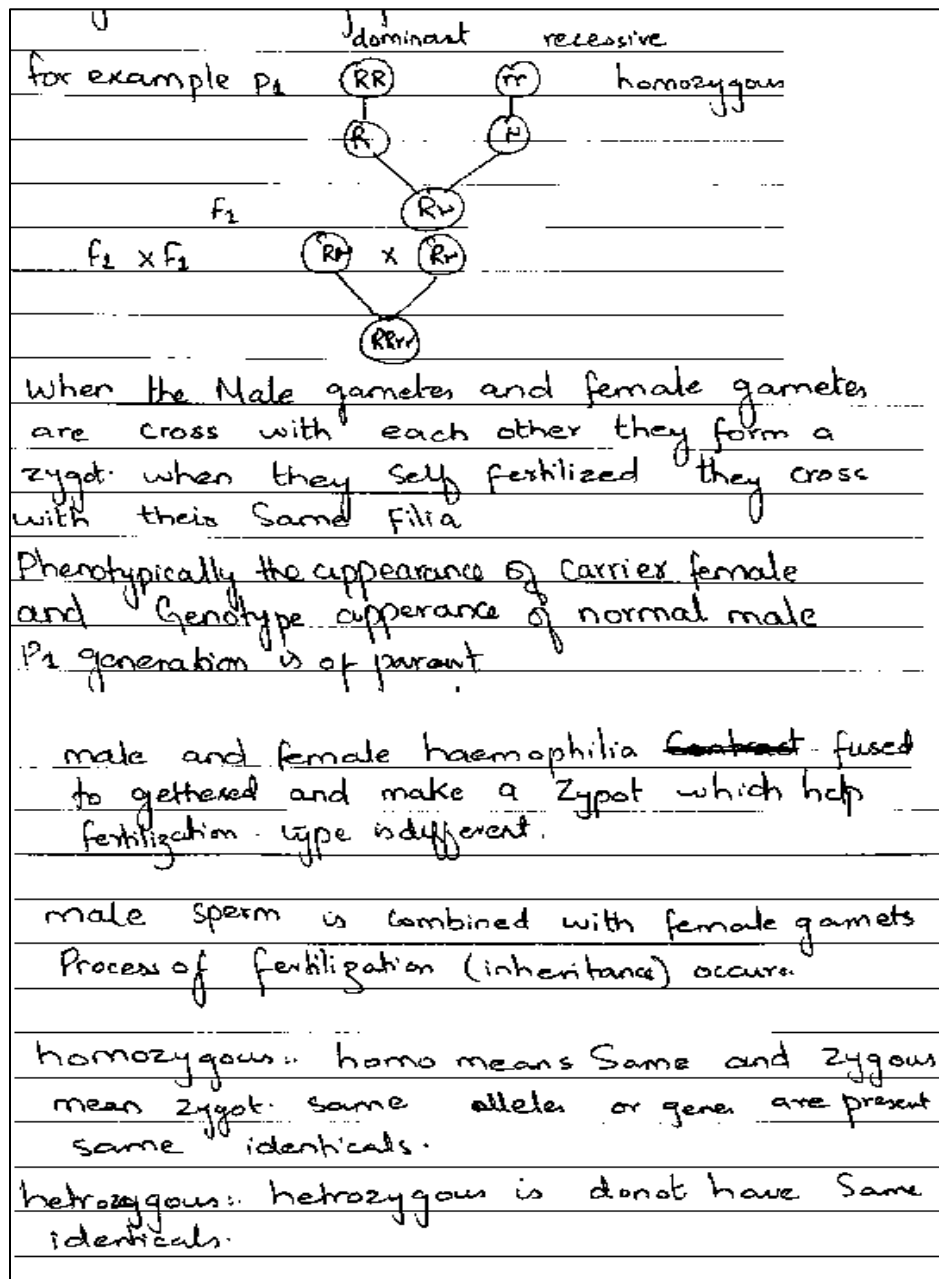 dominant recessive
for example P1 RR rr homozygous
R r
F1 Rr
F1 x F1 Rr x Rr
RRrr
When the Male gametes and female gametes
are cross with each other they form a
zygot. when they self fertilized they cross
with their Same Filia
Phenotypically the appearance of Carrier female
and Genotype apperance of normal male
P1 generation is of parent
male and female haemophilia fused
to gethered and make a Zypot which help
fertilization. type is different.
male sperm is combined with female gamets
Process of fertilization (inheritance) occurs.
homozygous:. homo means Same and Zygous
mean zygot. same alleles or genes are present
same identicals.
hetrozygous:. hetrozygous is donot have Same
identicals.